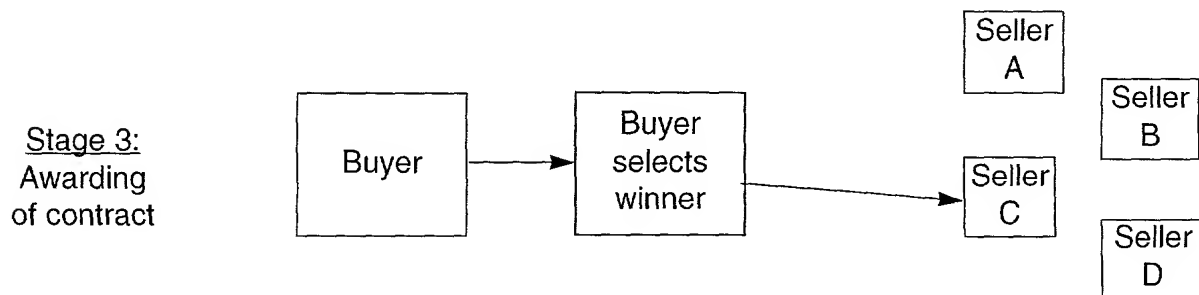 Stage 3:
Awarding
of contract
Buyer
Buyer
selects
winner
Seller
A
Seller
B
Seller
C
Seller
D